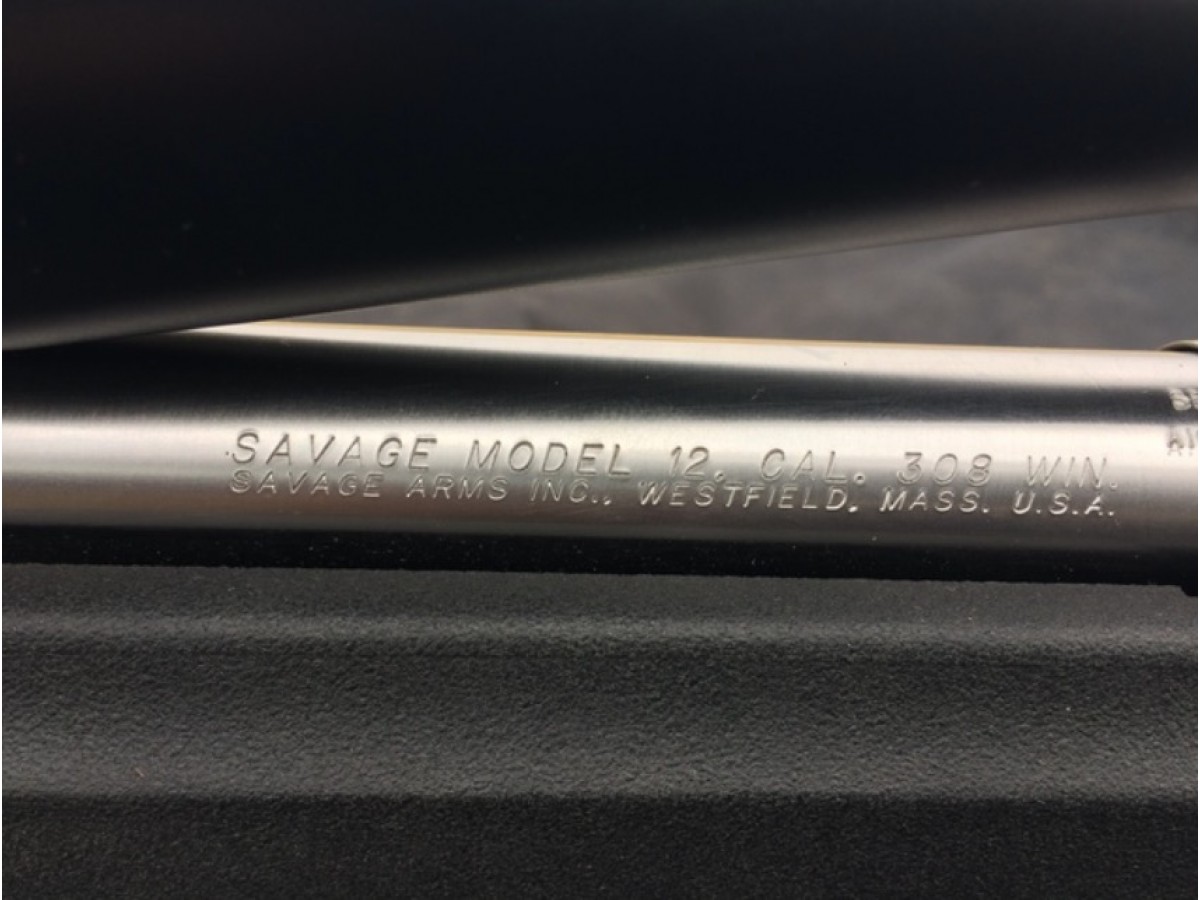 SAVAGE MODEL 12. CAL. 308 WIN.
SAVAGE ARMS INC., WESTFIELD, MASS. U.S.A.